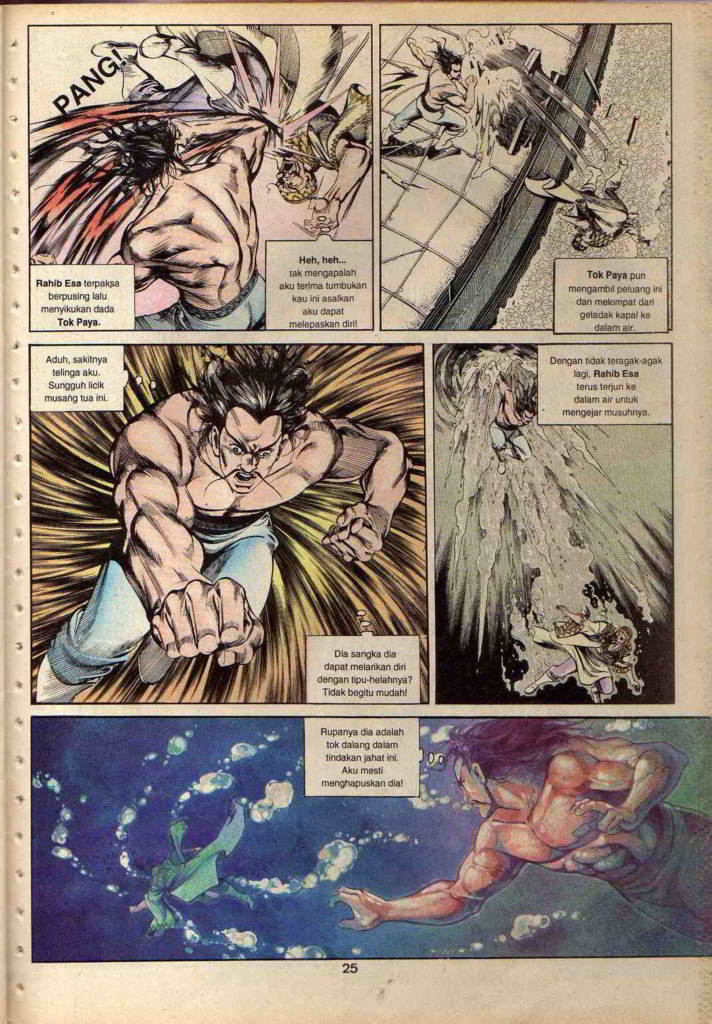 PANG!
Rahib Esa terpaksa
berpusing lalu
menyikukan dada
Tok Paya.
Heh, heh...
tak mengapalah
aku terima tumbukan
kau ini asalkan
aku dapat
melepaskan diri!
Tok Paya pun
mengambil peluang ini
dan melompat dari
geladak kapal ke
dalam air.
Aduh, sakitnya
telinga aku.
Sungguh licik
musang tua ini.
Dia sangka dia
dapat melarikan diri
dengan tipu-helahnya?
Tidak begitu mudah!
Dengan tidak teragak-agak
lagi, Rahib Esa
terus terjun ke
dalam air untuk
mengejar musuhnya.
Rupanya dia adalah
tok dalang dalam
tindakan jahat ini.
Aku mesti
menghapuskan dia!
25